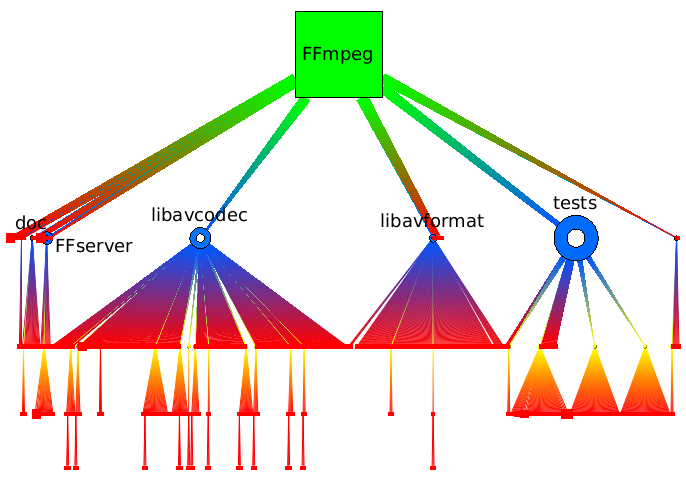 FFmpeg
tests
libavcodec
libavformat
doc
FFserver